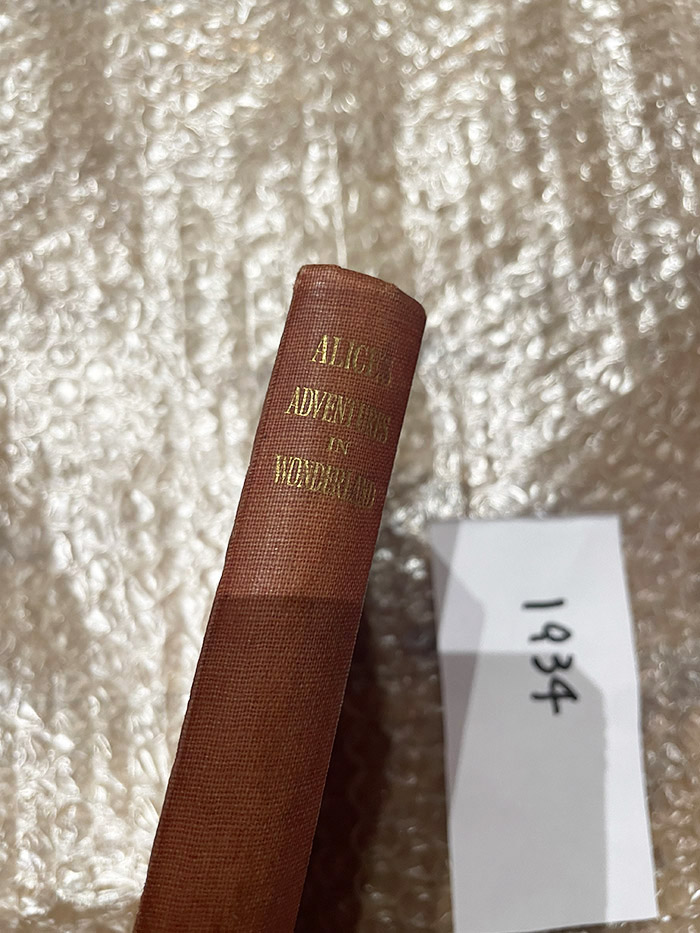 ALICE'S
ADVENTURES
IN
WONDERLAND
1934